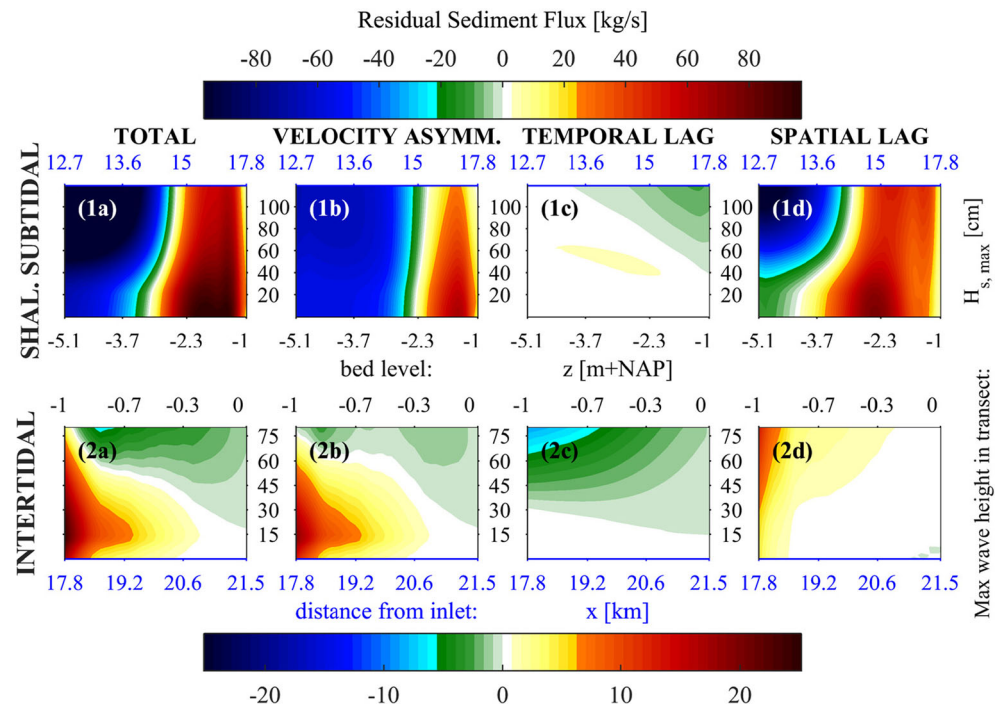 Residual Sediment Flux [kg/s]
-80 -60 -40 -20 0 20 40 60 80
TOTAL VELOCITY ASYMM. TEMPORAL LAG SPATIAL LAG
12.7 13.6 15 17.8 12.7 13.6 15 17.8 12.7 13.6 15 17.8 12.7 13.6 15 17.8
SHAL. SUBTIDAL
(1a) (1b) (1c) (1d)
100 100 100 100
80 80 80 80
60 60 60 60
40 40 40 40
20 20 20 20
H s, max [cm]
-5.1 -3.7 -2.3 -1 -5.1 -3.7 -2.3 -1 -5.1 -3.7 -2.3 -1 -5.1 -3.7 -2.3 -1
bed level: z [m+NAP]
-1 -0.7 -0.3 0 -1 -0.7 -0.3 0 -1 -0.7 -0.3 0 -1 -0.7 -0.3 0
INTERTIDAL
(2a) (2b) (2c) (2d)
75 75 75 75
60 60 60 60
45 45 45 45
30 30 30 30
15 15 15 15
Max wave height in transect:
17.8 19.2 20.6 21.5 17.8 19.2 20.6 21.5 17.8 19.2 20.6 21.5 17.8 19.2 20.6 21.5
distance from inlet: x [km]
-20 -10 0 10 20